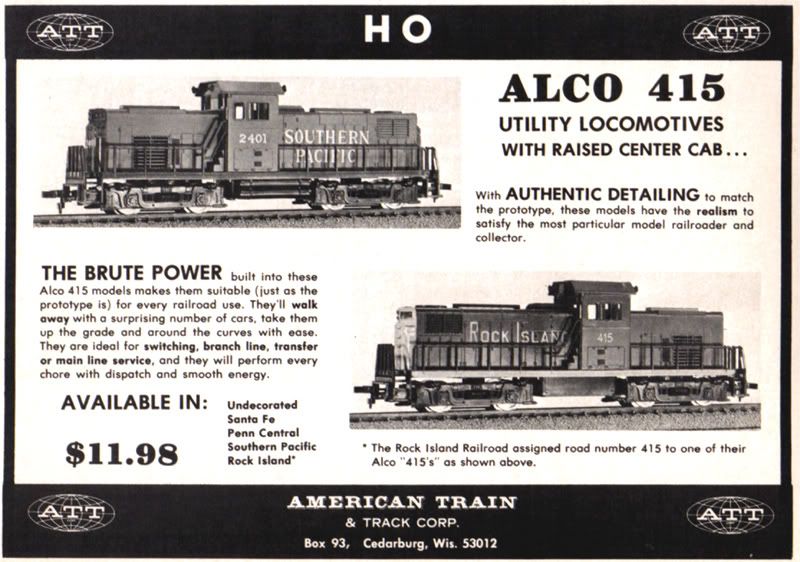 ATT
HO
ATT
ALCO 415
UTILITY LOCOMOTIVES
WITH RAISED CENTER CAB...
2401
SOUTHERN
PACIFIC
With AUTHENTIC DETAILING to match
the prototype, these models have the realism to
satisfy the most particular model railroader and
collector.
THE BRUTE POWER built into these
Alco 415 models makes them suitable (just as the
prototype is) for every railroad use. They'll walk
away with a surprising number of cars, take them
up the grade and around the curves with ease.
They are ideal for switching, branch line, transfer
or main line service, and they will perform every
chore with dispatch and smooth energy.
ROCK ISLAND
415
AVAILABLE IN:
Undecorated
Santa Fe
Penn Central
Southern Pacific
Rock Island*
$11.98
* The Rock Island Railroad assigned road number 415 to one of their
Alco "415's" as shown above.
ATT
AMERICAN TRAIN
& TRACK CORP.
Box 93, Cedarburg, Wis. 53012
ATT